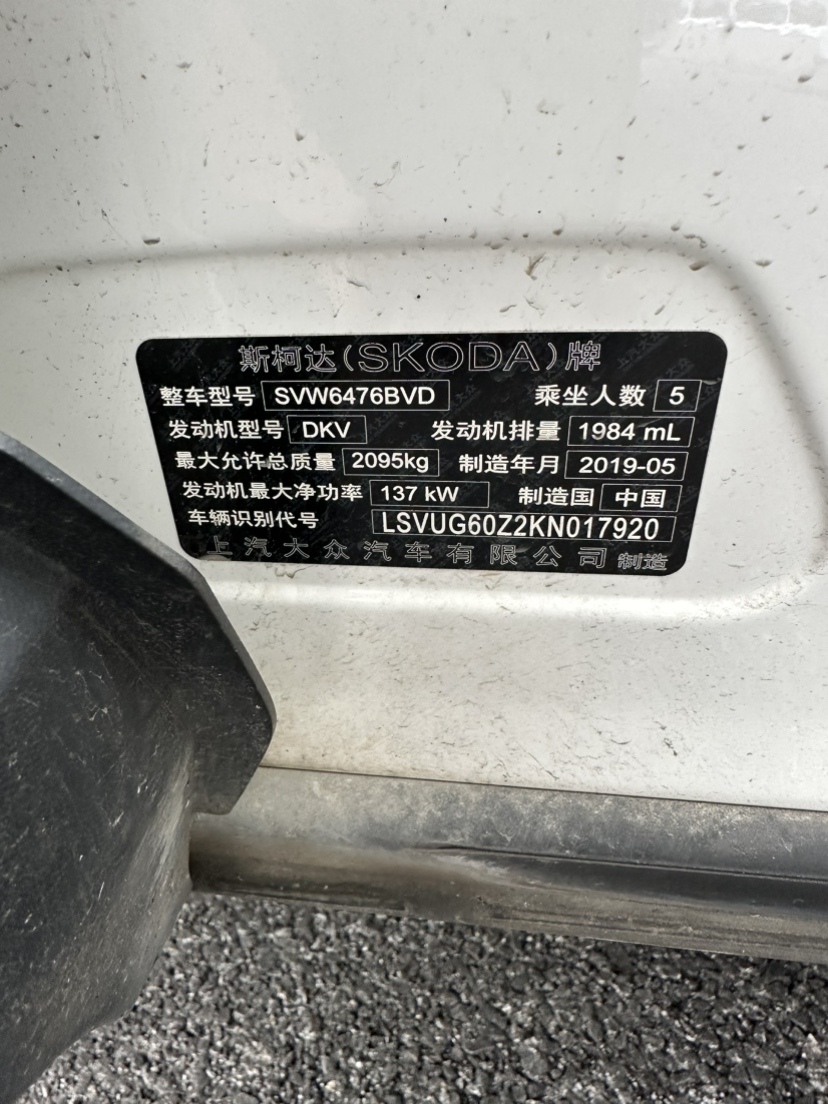 斯柯达(SKODA)牌
整车型号 SVW6476BVD 乘坐人数 5
发动机型号 DKV 发动机排量 1984 mL
最大允许总质量 2095kg 制造年月 2019-05
发动机最大净功率 137 kW 制造国 中国
车辆识别代号 LSVUG60Z2KN017920
上汽大众汽车有限公司 制造